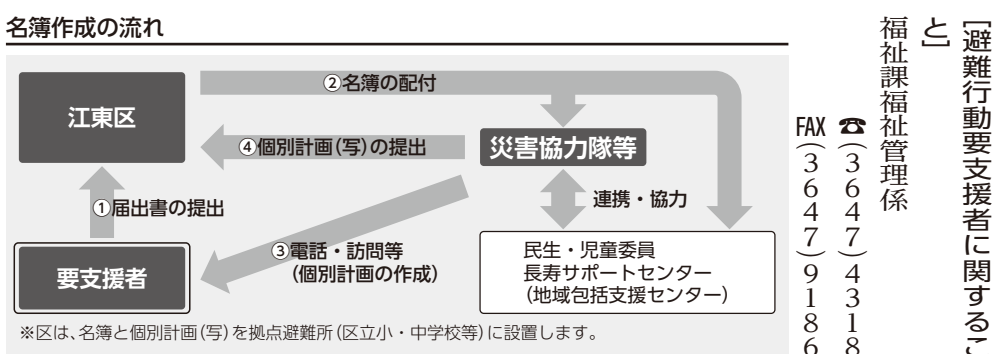 名簿作成の流れ
江東区
②名簿の配付
④個別計画(写)の提出
災害協力隊等
①届出書の提出
連携・協力
③電話・訪問等
(個別計画の作成)
要支援者
民生・児童委員
長寿サポートセンター
(地域包括支援センター)
※区は、名簿と個別計画(写)を拠点避難所(区立小・中学校等)に設置します。
[避難行動要支援者に関するこ
と]
福祉課福祉管理係
☎(3647)4318
FAX(3647)9186